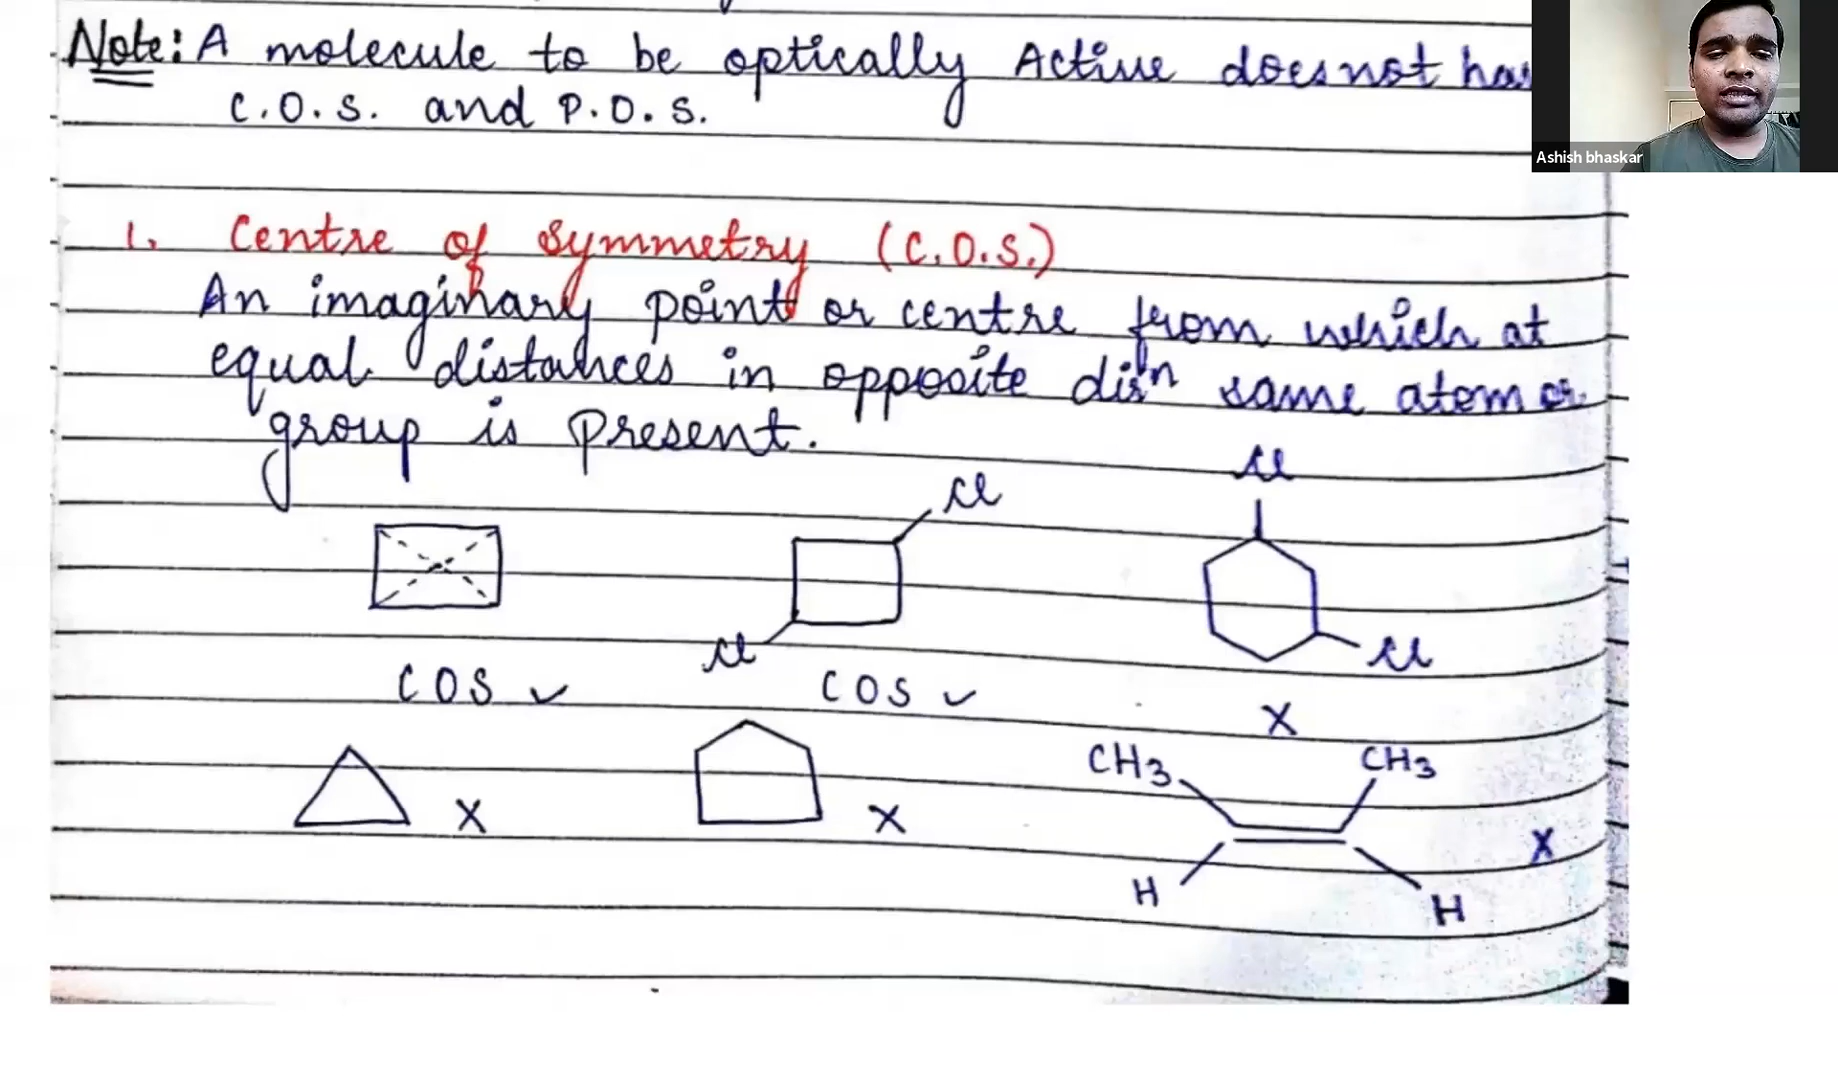 Note: A molecule to be optically Active doesnot ha
C.O.S. and P.O.S.
Ashish bhaskar
1. Centre of Symmetry (C.O.S.)
An imaginary point or centre from which at
equal distances in opposite dirn same atom or
group is present.
Cl
Cl
Cl
Cl
COS ✓
COS ✓
X
CH3
CH3
X
X
X
H
H